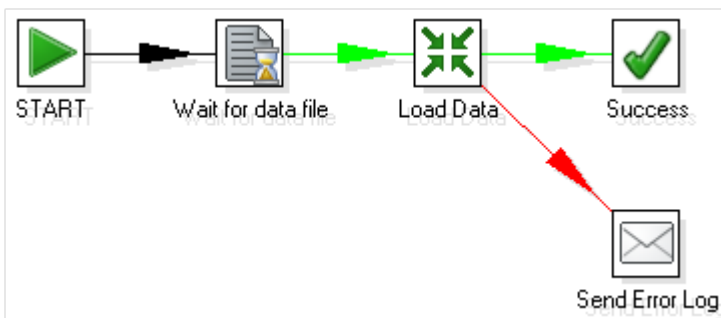 START
Wait for data file
Load Data
Success
Send Error Log